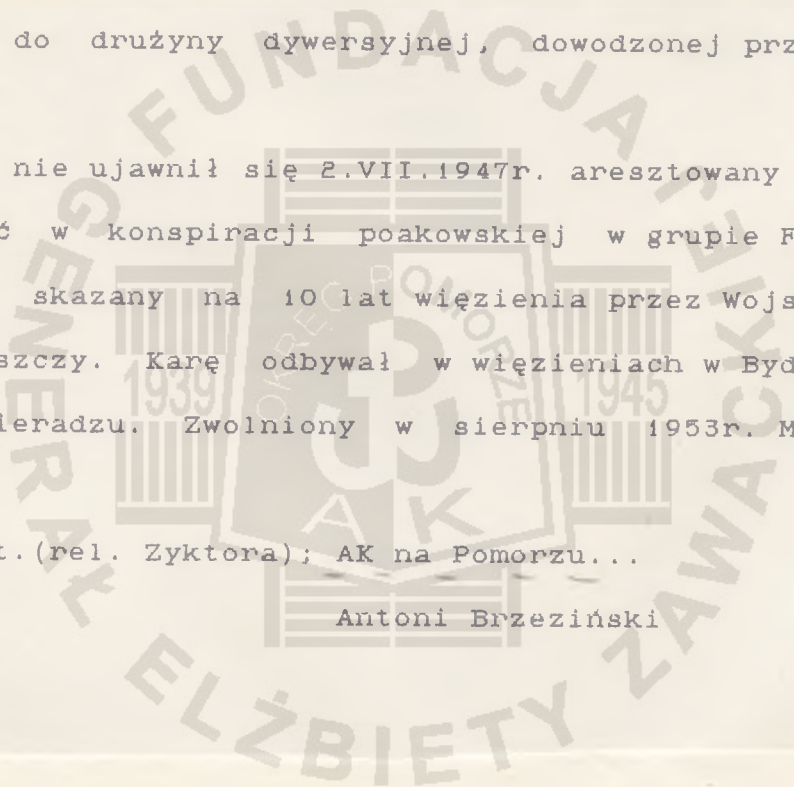 do drużyny dywersyjnej, dowodzonej prz
nie ujawnił się 2.VII.1947r. aresztowany
ć w konspiracji poakowskiej w grupie F
skazany na 10 lat więzienia przez Wojs
szczy. Karę odbywał w więzieniach w Byd
ieradzu. Zwolniony w sierpniu 1953r. M
t.(rel. Zyktora); AK na Pomorzu...
Antoni Brzeziński
FUNDACJA GENERAŁ ELŻBIETY ZAWACKIEJ
OKRĘG POMORZE
1939
1945
AK